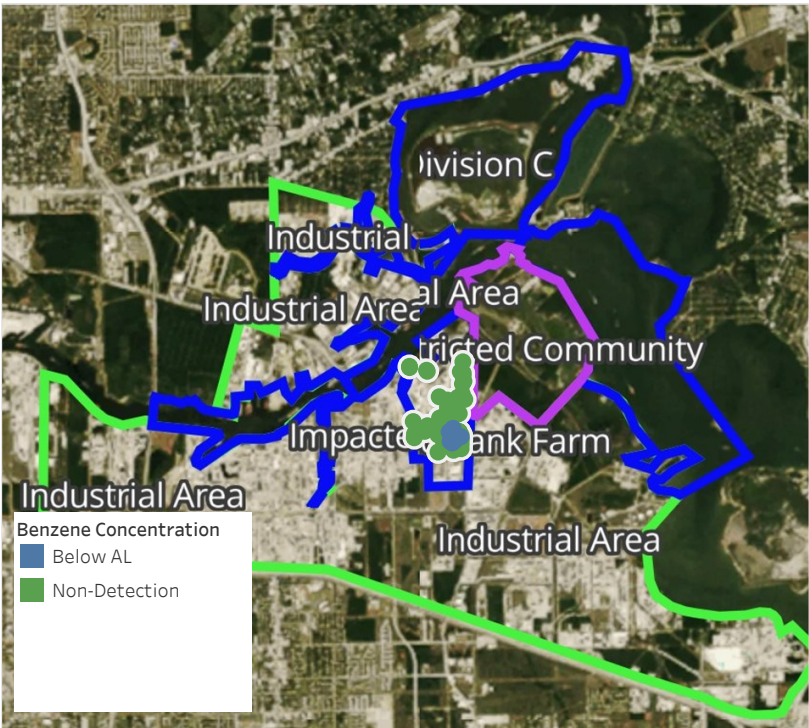 Division C
Industrial
Industrial Area
al Area
tricted Community
Impacte
ank Farm
Industrial Area
Industrial Area
Benzene Concentration
Below AL
Non-Detection